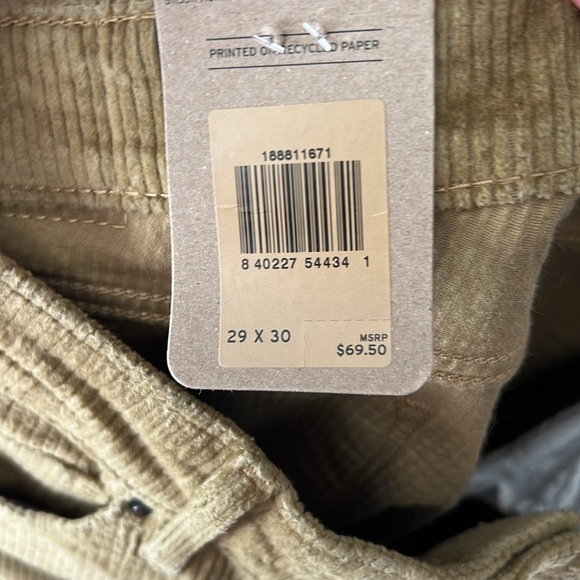 PRINTED ON RECYCLED PAPER
188811671
8 40227 54434 1
29 X 30
MSRP
$69.50